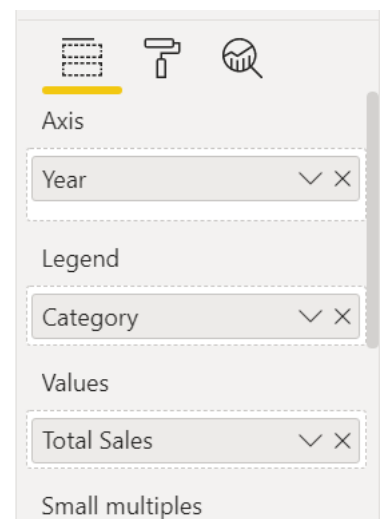 Axis
Year
Legend
Category
Values
Total Sales
Small multiples